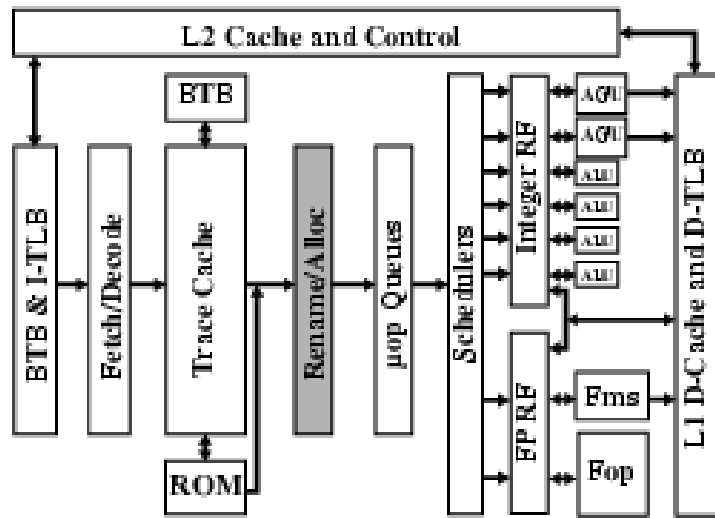 L2 Cache and Control
BTB
BTB & I-TLB
Fetch/Decode
Trace Cache
ROM
Rename/Alloc
µop Queues
Schedulers
Integer RF
FP RF
AGU
AGU
ALU
ALU
ALU
ALU
Fms
Fop
L1 D-Cache and D-TLB